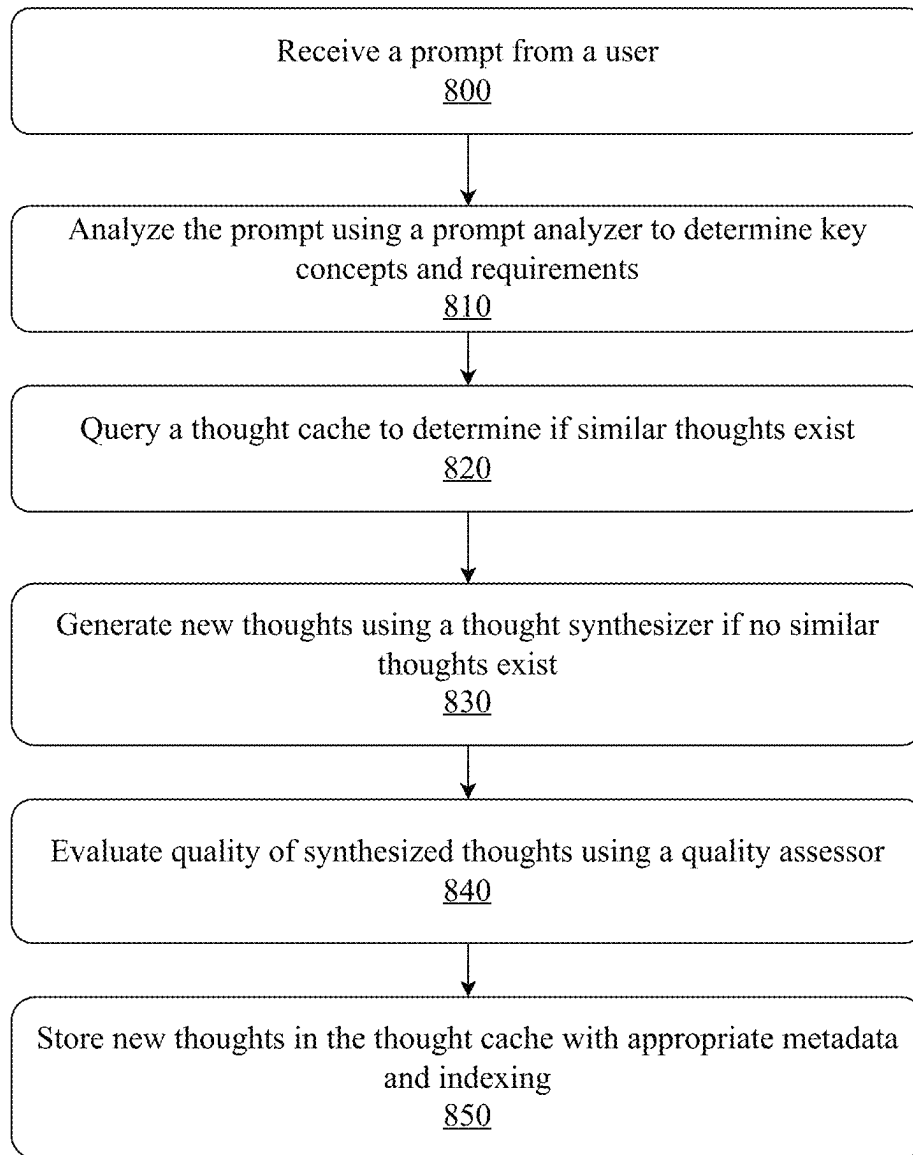 Receive a prompt from a user
800
Analyze the prompt using a prompt analyzer to determine key
concepts and requirements
810
Query a thought cache to determine if similar thoughts exist
820
Generate new thoughts using a thought synthesizer if no similar
thoughts exist
830
Evaluate quality of synthesized thoughts using a quality assessor
840
Store new thoughts in the thought cache with appropriate metadata
and indexing
850